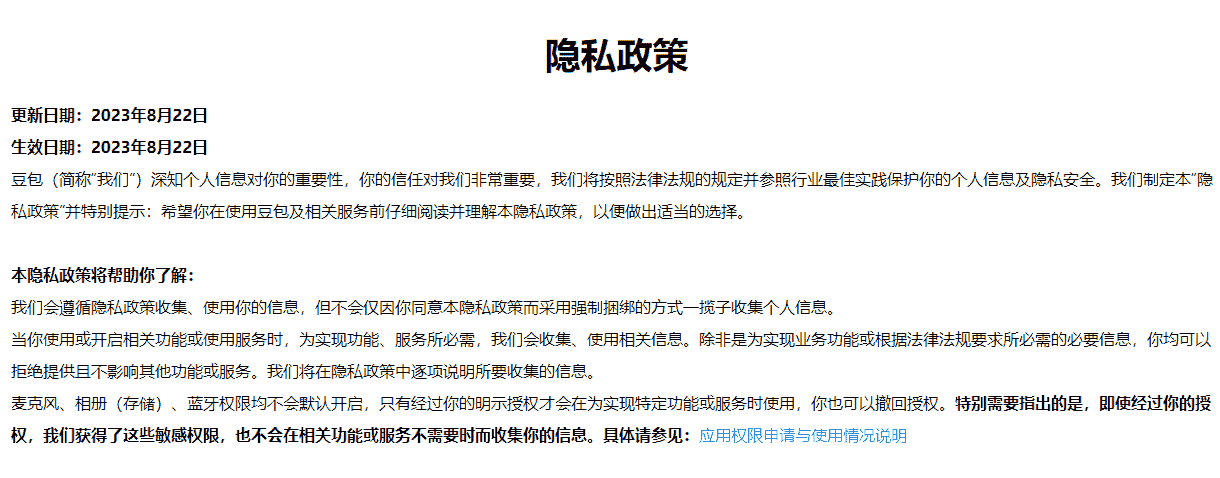 隐私政策
更新日期：2023年8月22日
生效日期：2023年8月22日
豆包（简称“我们”）深知个人信息对你的重要性，你的信任对我们非常重要，我们将按照法律法规的规定并参照行业最佳实践保护你的个人信息及隐私安全。我们制定本“隐
私政策”并特别提示：希望你在使用豆包及相关服务前仔细阅读并理解本隐私政策，以便做出适当的选择。
本隐私政策将帮助你了解：
我们会遵循隐私政策收集、使用你的信息，但不会仅因你同意本隐私政策而采用强制捆绑的方式一揽子收集个人信息。
当你使用或开启相关功能或使用服务时，为实现功能、服务所必需，我们会收集、使用相关信息。除非是为实现业务功能或根据法律法规要求所必需的必要信息，你均可以
拒绝提供且不影响其他功能或服务。我们将在隐私政策中逐项说明所要收集的信息。
麦克风、相册（存储）、蓝牙权限均不会默认开启，只有经过你的明示授权才会在为实现特定功能或服务时使用，你也可以撤回授权。特别需要指出的是，即使经过你的授
权，我们获得了这些敏感权限，也不会在相关功能或服务不需要时而收集你的信息。具体请参见：应用权限申请与使用情况说明